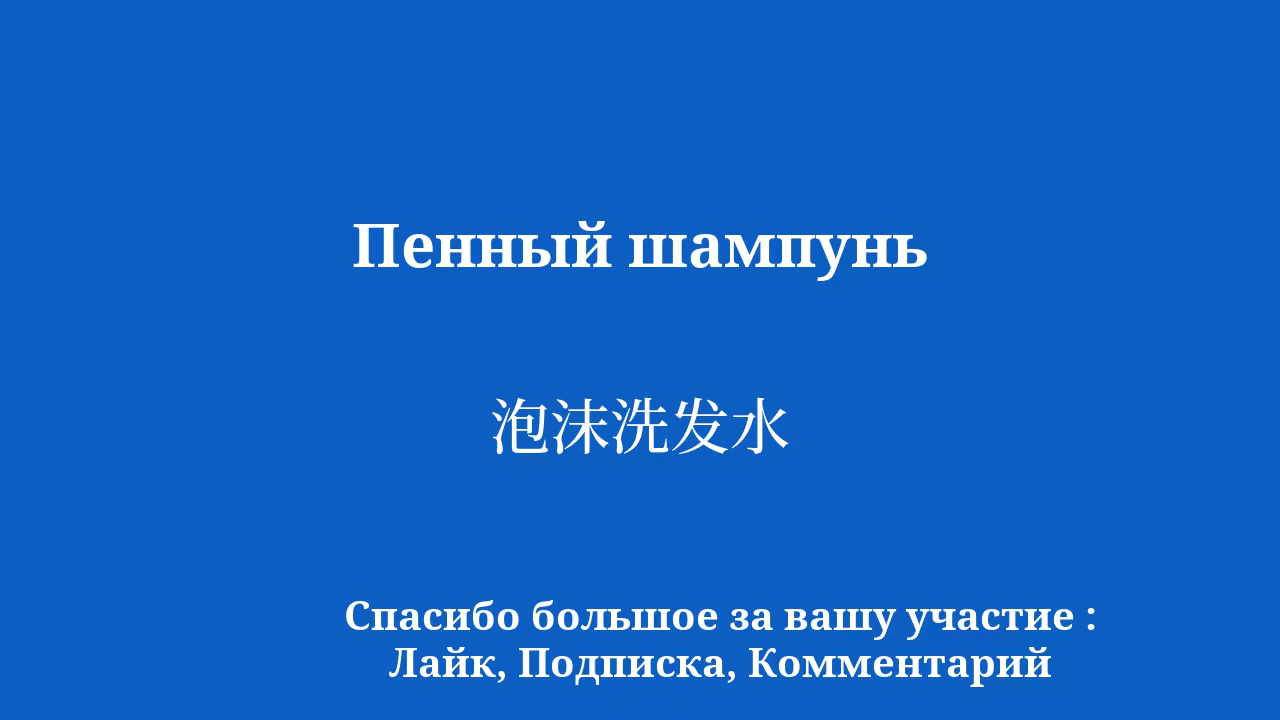 Пенный шампунь
泡沫洗发水
Спасибо большое за вашу участие :
Лайк, Подписка, Комментарий